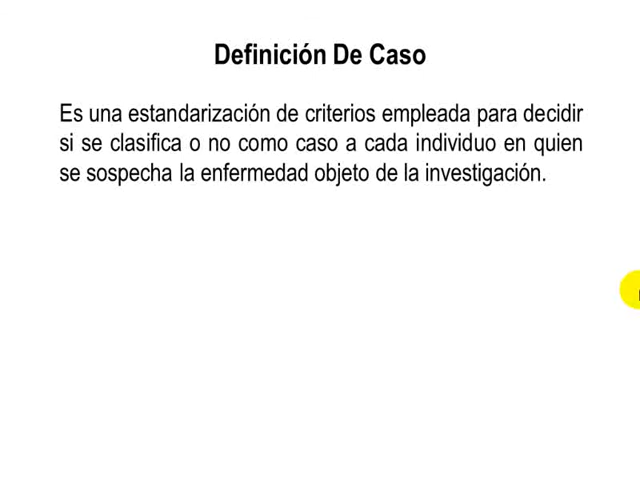 Definición De Caso
Es una estandarización de criterios empleada para decidir
si se clasifica o no como caso a cada individuo en quien
se sospecha la enfermedad objeto de la investigación.